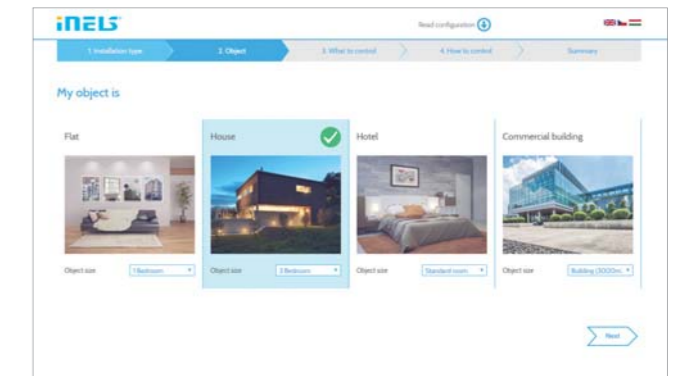 iNELS
Read configuration
1. Installation type
2. Object
3. What to control
4. How to control
Summary
My object is
Flat
House
Hotel
Commercial building
Object size
1 Bedroom
Object size
3 Bedroom
Object size
Standard room
Object size
Building (3000m
Next